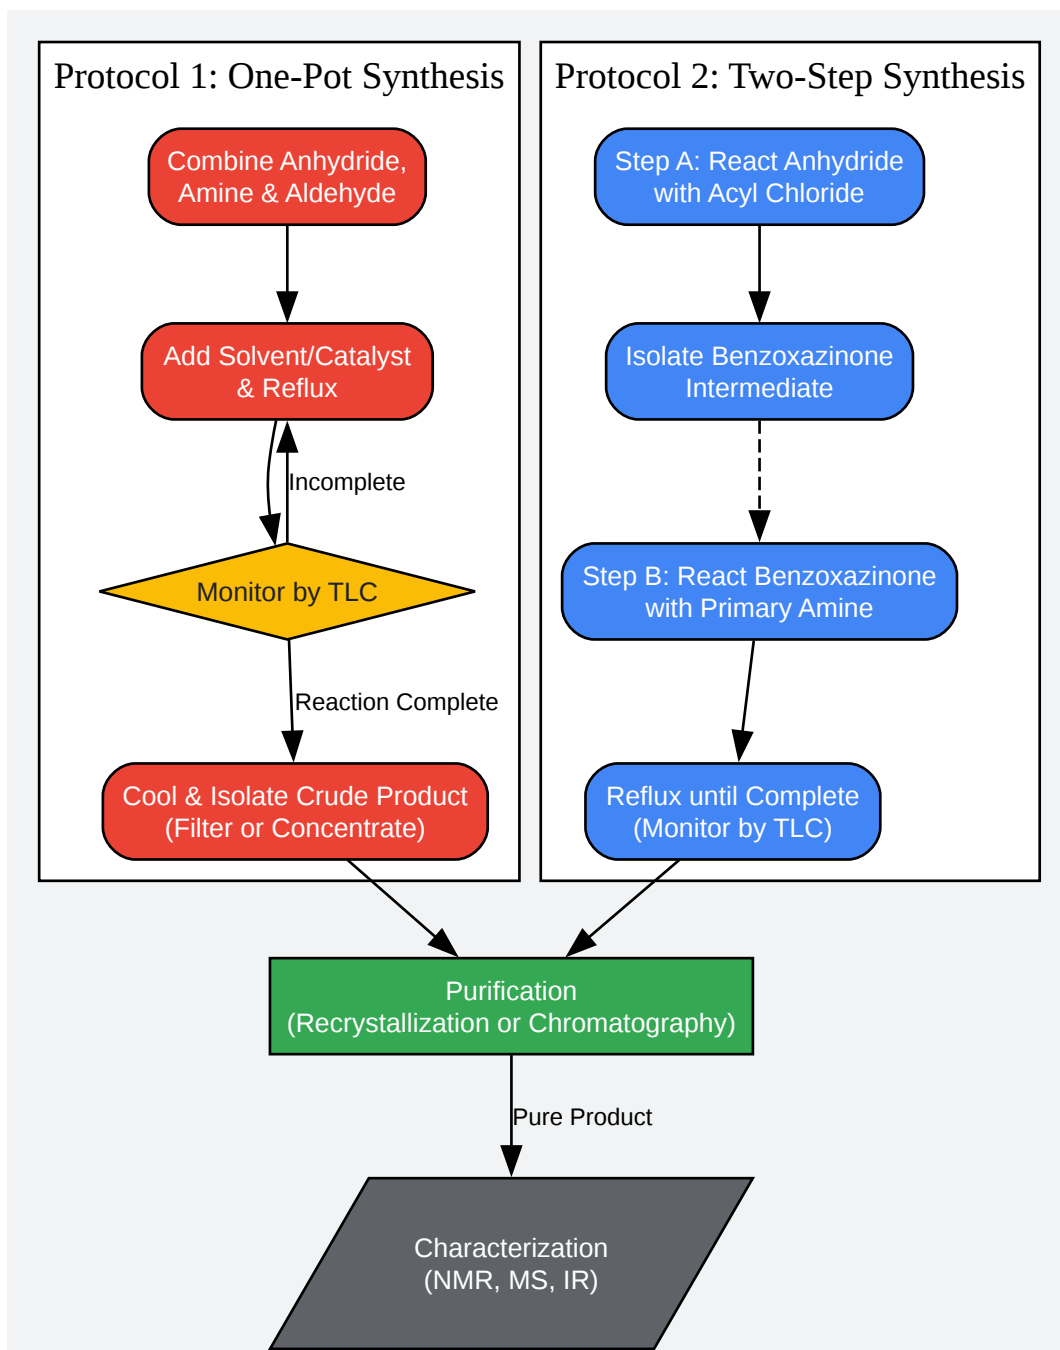 Protocol 1: One-Pot Synthesis
Combine Anhydride,
Amine & Aldehyde
Add Solvent/Catalyst
& Reflux
Incomplete
Monitor by TLC
Reaction Complete
Cool & Isolate Crude Product
(Filter or Concentrate)
Protocol 2: Two-Step Synthesis
Step A: React Anhydride
with Acyl Chloride
Isolate Benzoxazinone
Intermediate
Step B: React Benzoxazinone
with Primary Amine
Reflux until Complete
(Monitor by TLC)
Purification
(Recrystallization or Chromatography)
Pure Product
Characterization
(NMR, MS, IR)